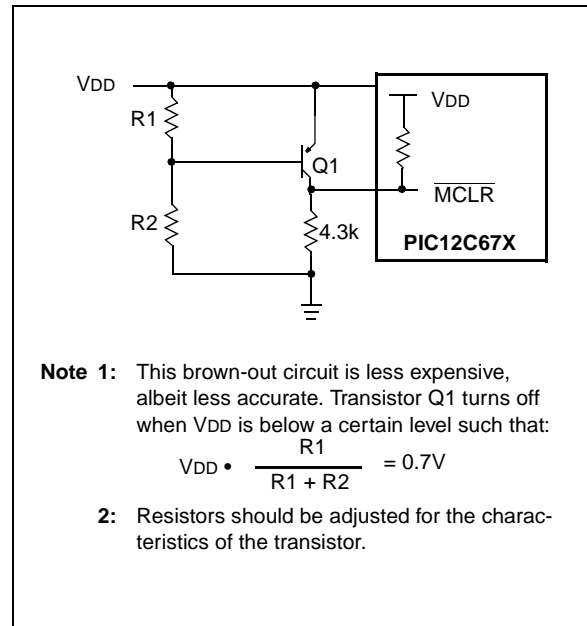 VDD
VDD
R1
Q1
MCLR
R2
4.3k
PIC12C67X
Note 1: This brown-out circuit is less expensive,
albeit less accurate. Transistor Q1 turns off
when VDD is below a certain level such that:
VDD • R1 / R1 + R2 = 0.7V
2: Resistors should be adjusted for the charac-
teristics of the transistor.